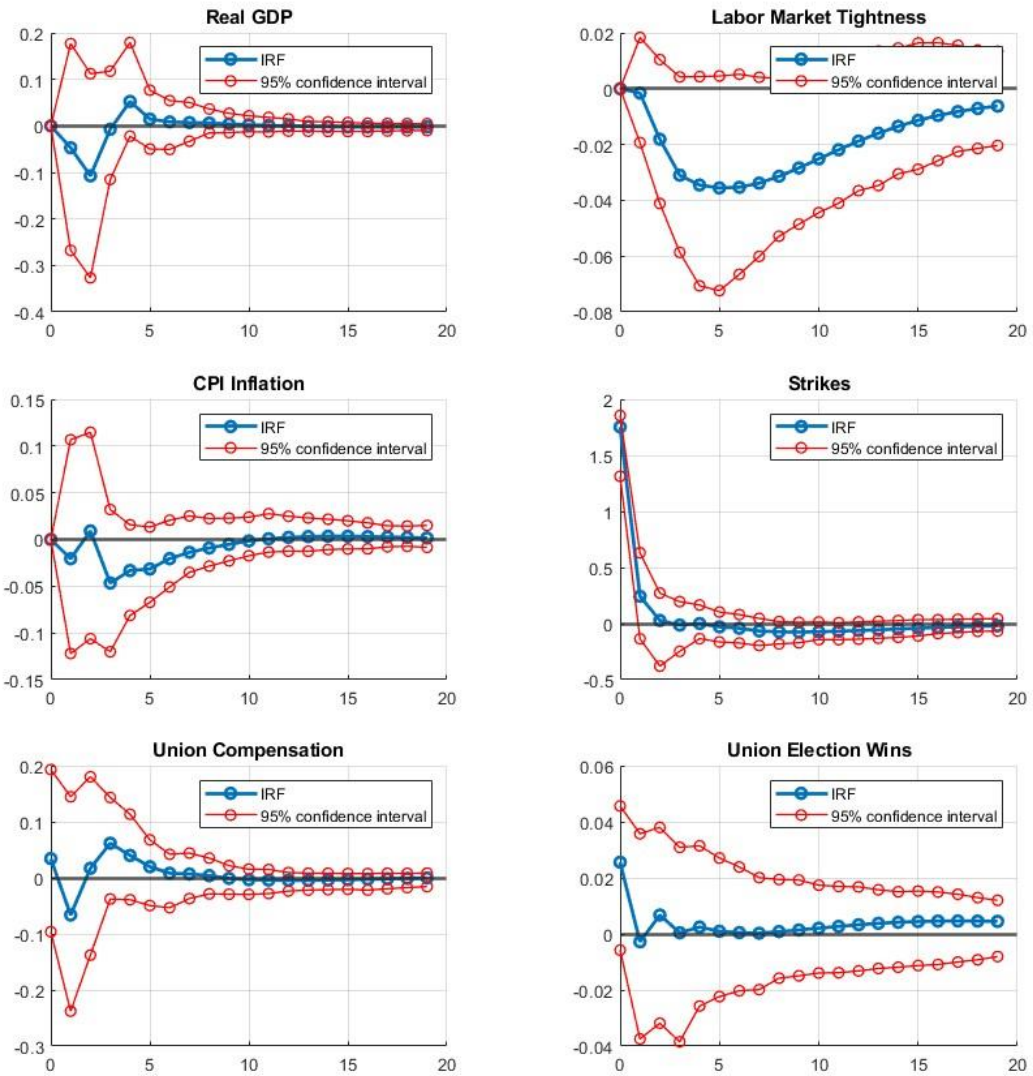 Real GDP
0.2
0.1
0
-0.1
-0.2
-0.3
-0.4
0 5 10 15 20
IRF
95% confidence interval
Labor Market Tightness
0.02
0
-0.02
-0.04
-0.06
-0.08
0 5 10 15 20
IRF
95% confidence interval
CPI Inflation
0.15
0.1
0.05
0
-0.05
-0.1
-0.15
0 5 10 15 20
IRF
95% confidence interval
Strikes
2
1.5
1
0.5
0
-0.5
0 5 10 15 20
IRF
95% confidence interval
Union Compensation
0.2
0.1
0
-0.1
-0.2
-0.3
0 5 10 15 20
IRF
95% confidence interval
Union Election Wins
0.06
0.04
0.02
0
-0.02
-0.04
0 5 10 15 20
IRF
95% confidence interval